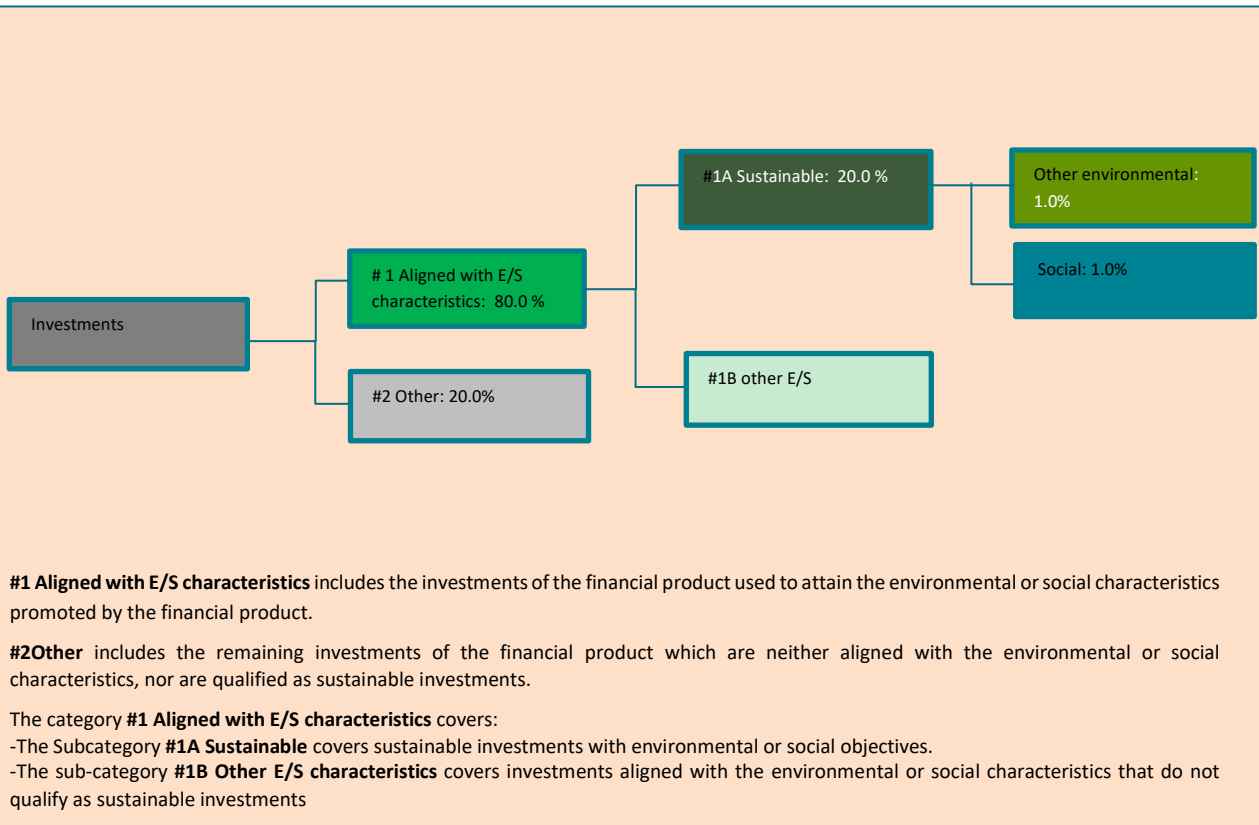 #1A Sustainable: 20.0 %
Other environmental:
1.0%
# 1 Aligned with E/S
characteristics: 80.0 %
Social: 1.0%
Investments
#2 Other: 20.0%
#1B other E/S
#1 Aligned with E/S characteristics includes the investments of the financial product used to attain the environmental or social characteristics
promoted by the financial product.
#2Other includes the remaining investments of the financial product which are neither aligned with the environmental or social
characteristics, nor are qualified as sustainable investments.
The category #1 Aligned with E/S characteristics covers:
-The Subcategory #1A Sustainable covers sustainable investments with environmental or social objectives.
-The sub-category #1B Other E/S characteristics covers investments aligned with the environmental or social characteristics that do not
qualify as sustainable investments